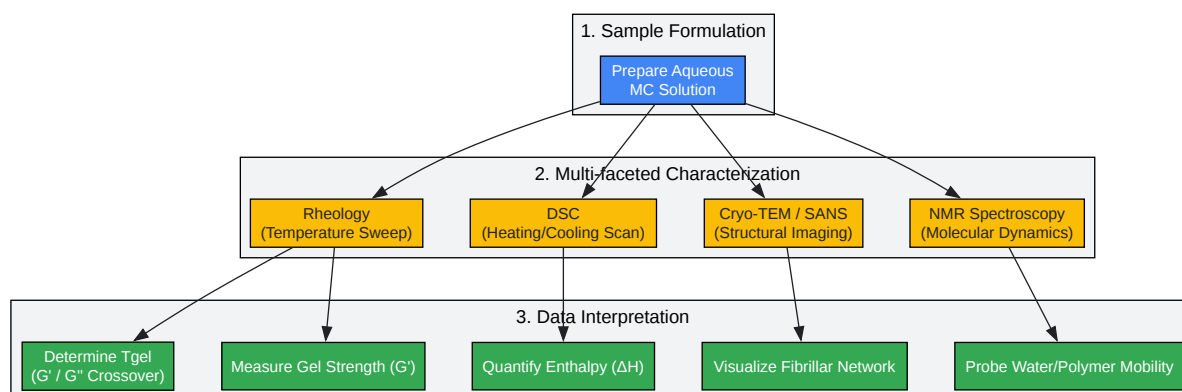 1. Sample Formulation
Prepare Aqueous
MC Solution
2. Multi-faceted Characterization
Rheology
(Temperature Sweep)
DSC
(Heating/Cooling Scan)
Cryo-TEM / SANS
(Structural Imaging)
NMR Spectroscopy
(Molecular Dynamics)
3. Data Interpretation
Determine Tgel
(G' / G'' Crossover)
Measure Gel Strength (G')
Quantify Enthalpy (ΔH)
Visualize Fibrillar Network
Probe Water/Polymer Mobility